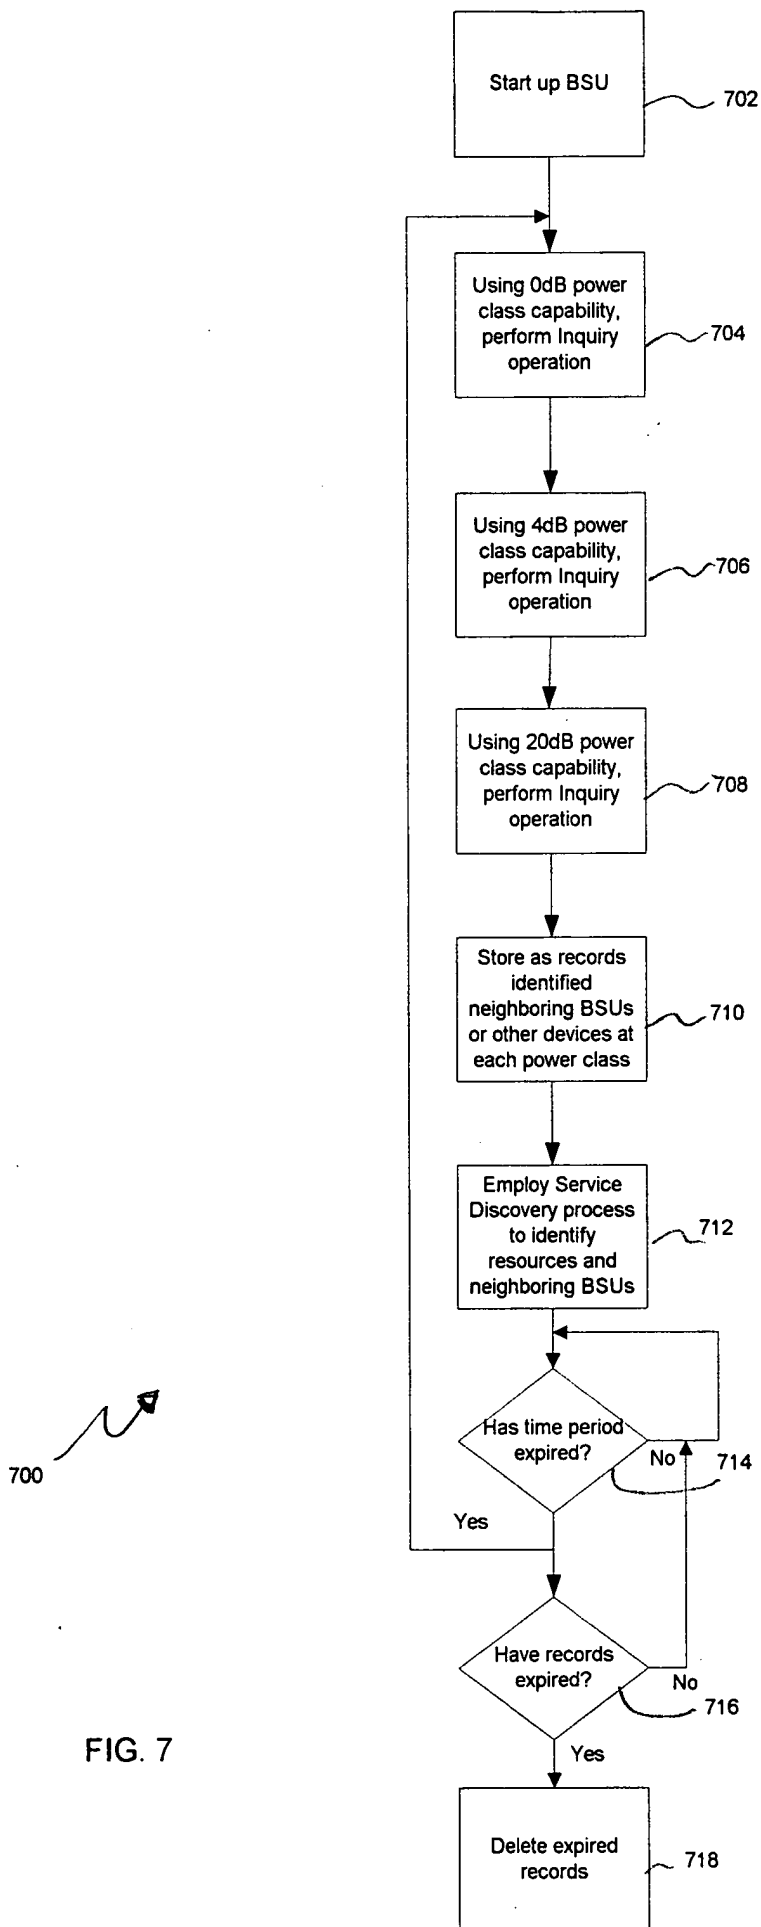 Start up BSU
702
Using 0dB power
class capability,
perform Inquiry
operation
704
Using 4dB power
class capability,
perform Inquiry
operation
706
Using 20dB power
class capability,
perform Inquiry
operation
708
Store as records
identified
neighboring BSUs
or other devices at
each power class
710
Employ Service
Discovery process
to identify
resources and
neighboring BSUs
712
Has time period
expired?
No
714
700
Yes
Have records
expired?
No
716
FIG. 7
Yes
Delete expired
records
718